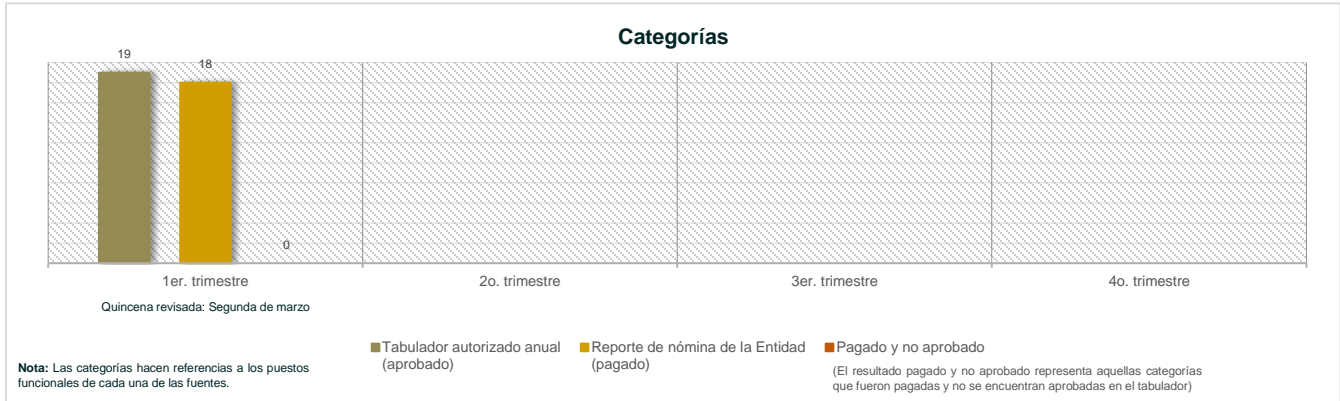 Categorías
19
18
0
1er. trimestre
2o. trimestre
3er. trimestre
4o. trimestre
Quincena revisada: Segunda de marzo
Tabulador autorizado anual
(aprobado)
Reporte de nómina de la Entidad
(pagado)
Pagado y no aprobado
(El resultado pagado y no aprobado representa aquellas categorías
que fueron pagadas y no se encuentran aprobadas en el tabulador)
Nota: Las categorías hacen referencias a los puestos
funcionales de cada una de las fuentes.